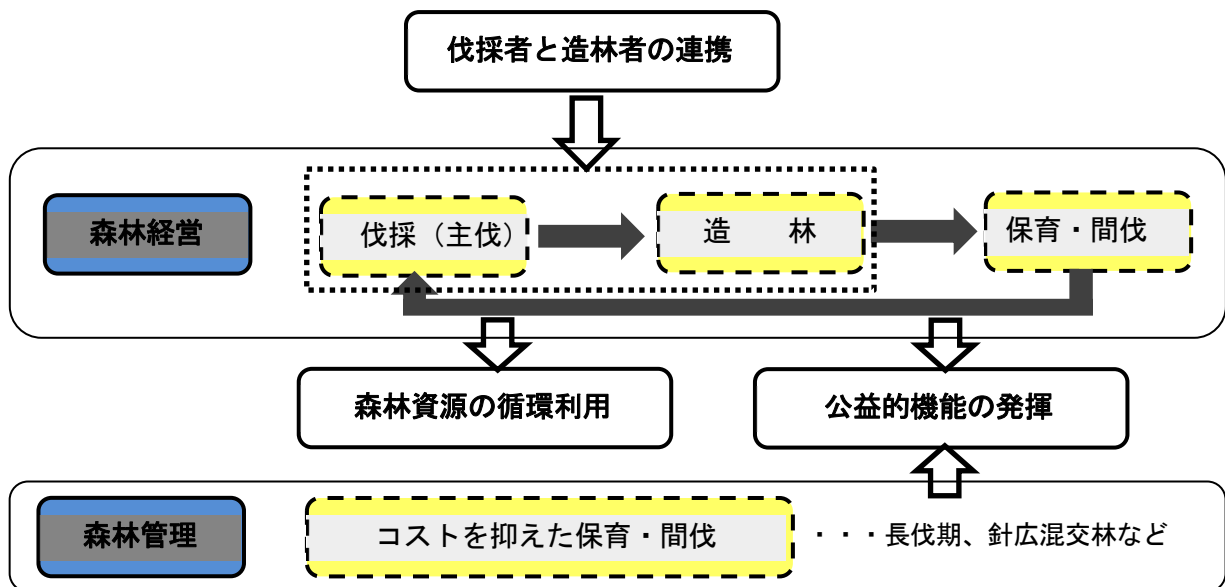 伐採者と造林者の連携
森林経営
伐採（主伐）
造　　林
保育・間伐
森林資源の循環利用
公益的機能の発揮
森林管理
コストを抑えた保育・間伐
・・・長伐期、針広混交林など